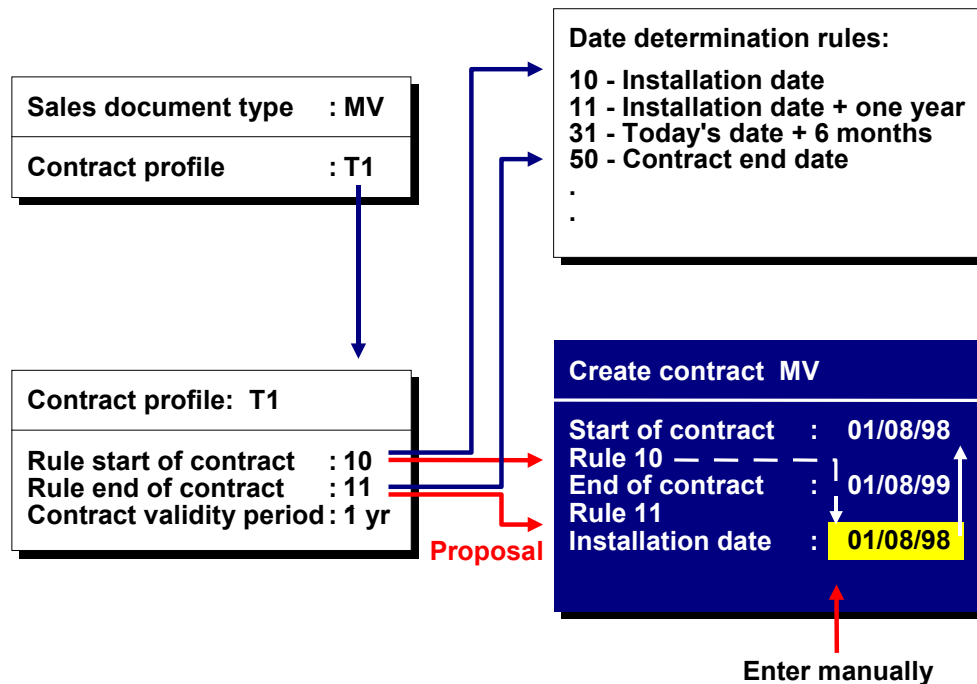 Sales document type : MV
Contract profile : T1
Date determination rules:
10 - Installation date
11 - Installation date + one year
31 - Today's date + 6 months
50 - Contract end date
.
.
Contract profile: T1
Rule start of contract : 10
Rule end of contract : 11
Contract validity period : 1 yr
Proposal
Create contract MV
Start of contract : 01/08/98
Rule 10
End of contract : 01/08/99
Rule 11
Installation date : 01/08/98
Enter manually